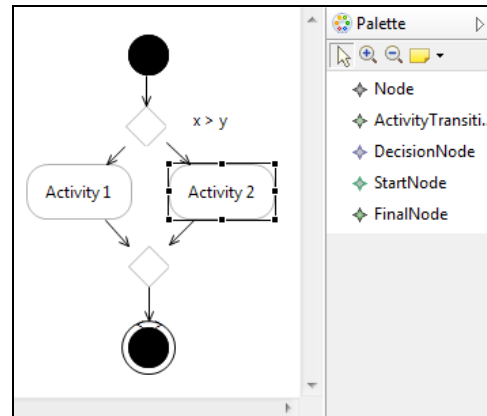 Palette
x > y
Activity 1
Activity 2
Node
ActivityTransiti..
DecisionNode
StartNode
FinalNode